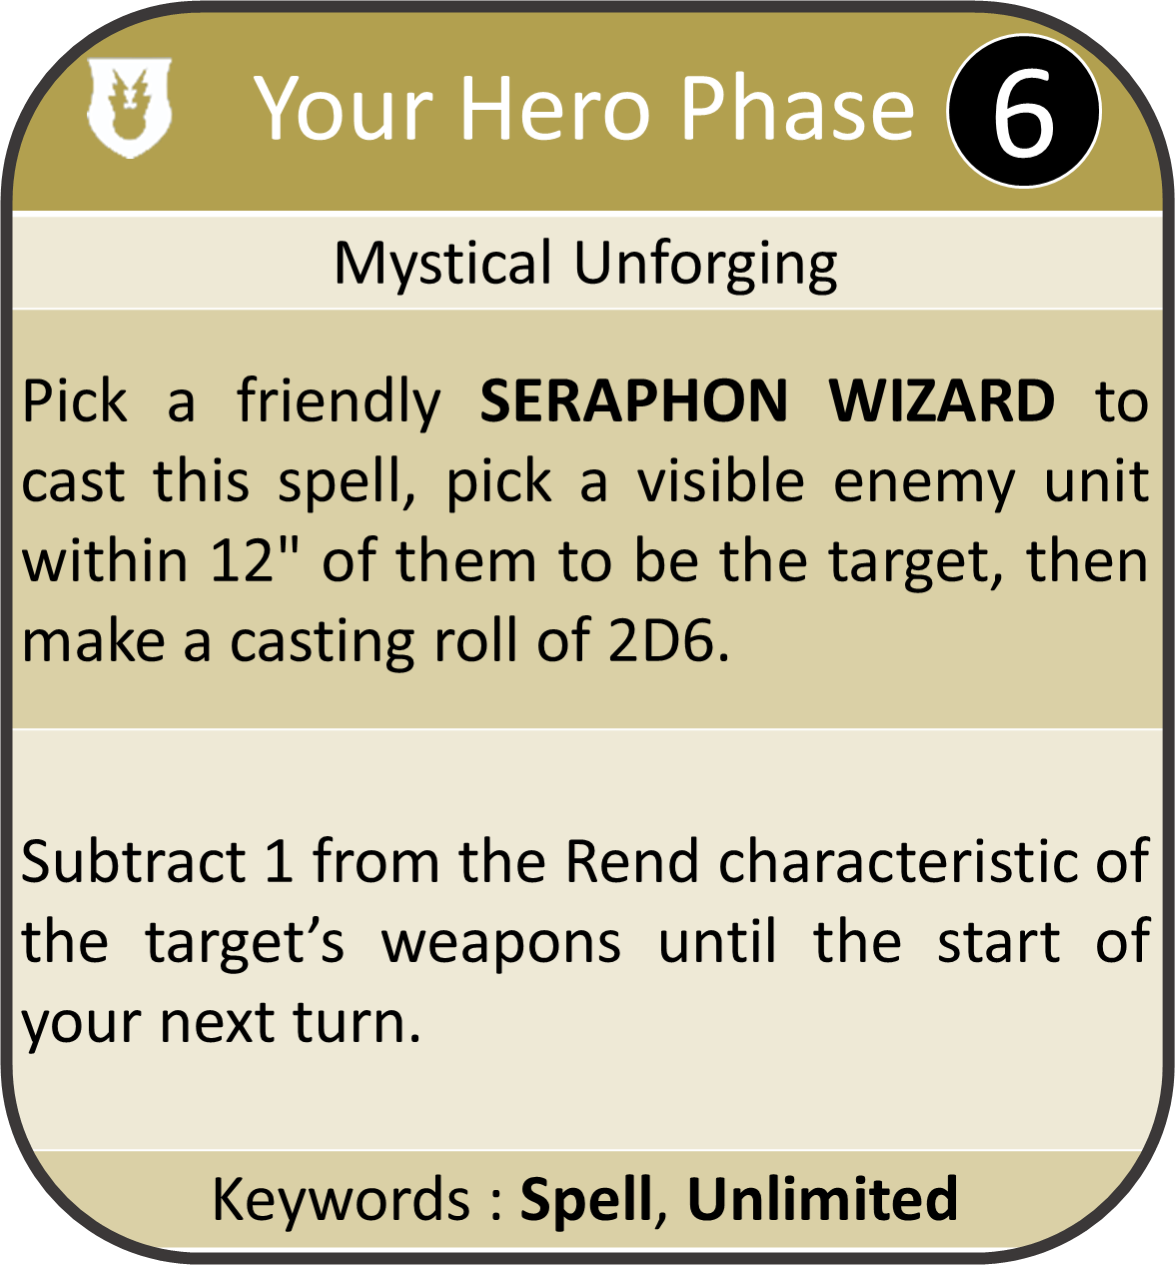 Your Hero Phase 6
Mystical Unforging
Pick a friendly SERAPHON WIZARD to
cast this spell, pick a visible enemy unit
within 12" of them to be the target, then
make a casting roll of 2D6.
Subtract 1 from the Rend characteristic of
the target’s weapons until the start of
your next turn.
Keywords : Spell, Unlimited